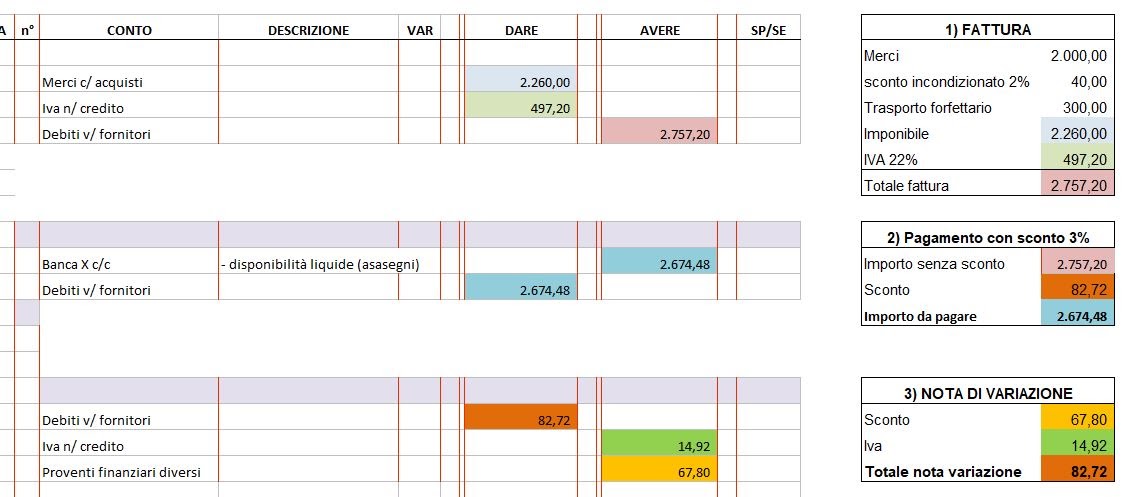 A n° CONTO DESCRIZIONE VAR DARE AVERE SP/SE
Merci c/ acquisti 2.260,00
Iva n/ credito 497,20
Debiti v/ fornitori 2.757,20
Banca X c/c - disponibilità liquide (asasegni) 2.674,48
Debiti v/ fornitori 2.674,48
Debiti v/ fornitori 82,72
Iva n/ credito 14,92
Proventi finanziari diversi 67,80
1) FATTURA
Merci 2.000,00
sconto incondizionato 2% 40,00
Trasporto forfettario 300,00
Imponibile 2.260,00
IVA 22% 497,20
Totale fattura 2.757,20
2) Pagamento con sconto 3%
Importo senza sconto 2.757,20
Sconto 82,72
Importo da pagare 2.674,48
3) NOTA DI VARIAZIONE
Sconto 67,80
Iva 14,92
Totale nota variazione 82,72